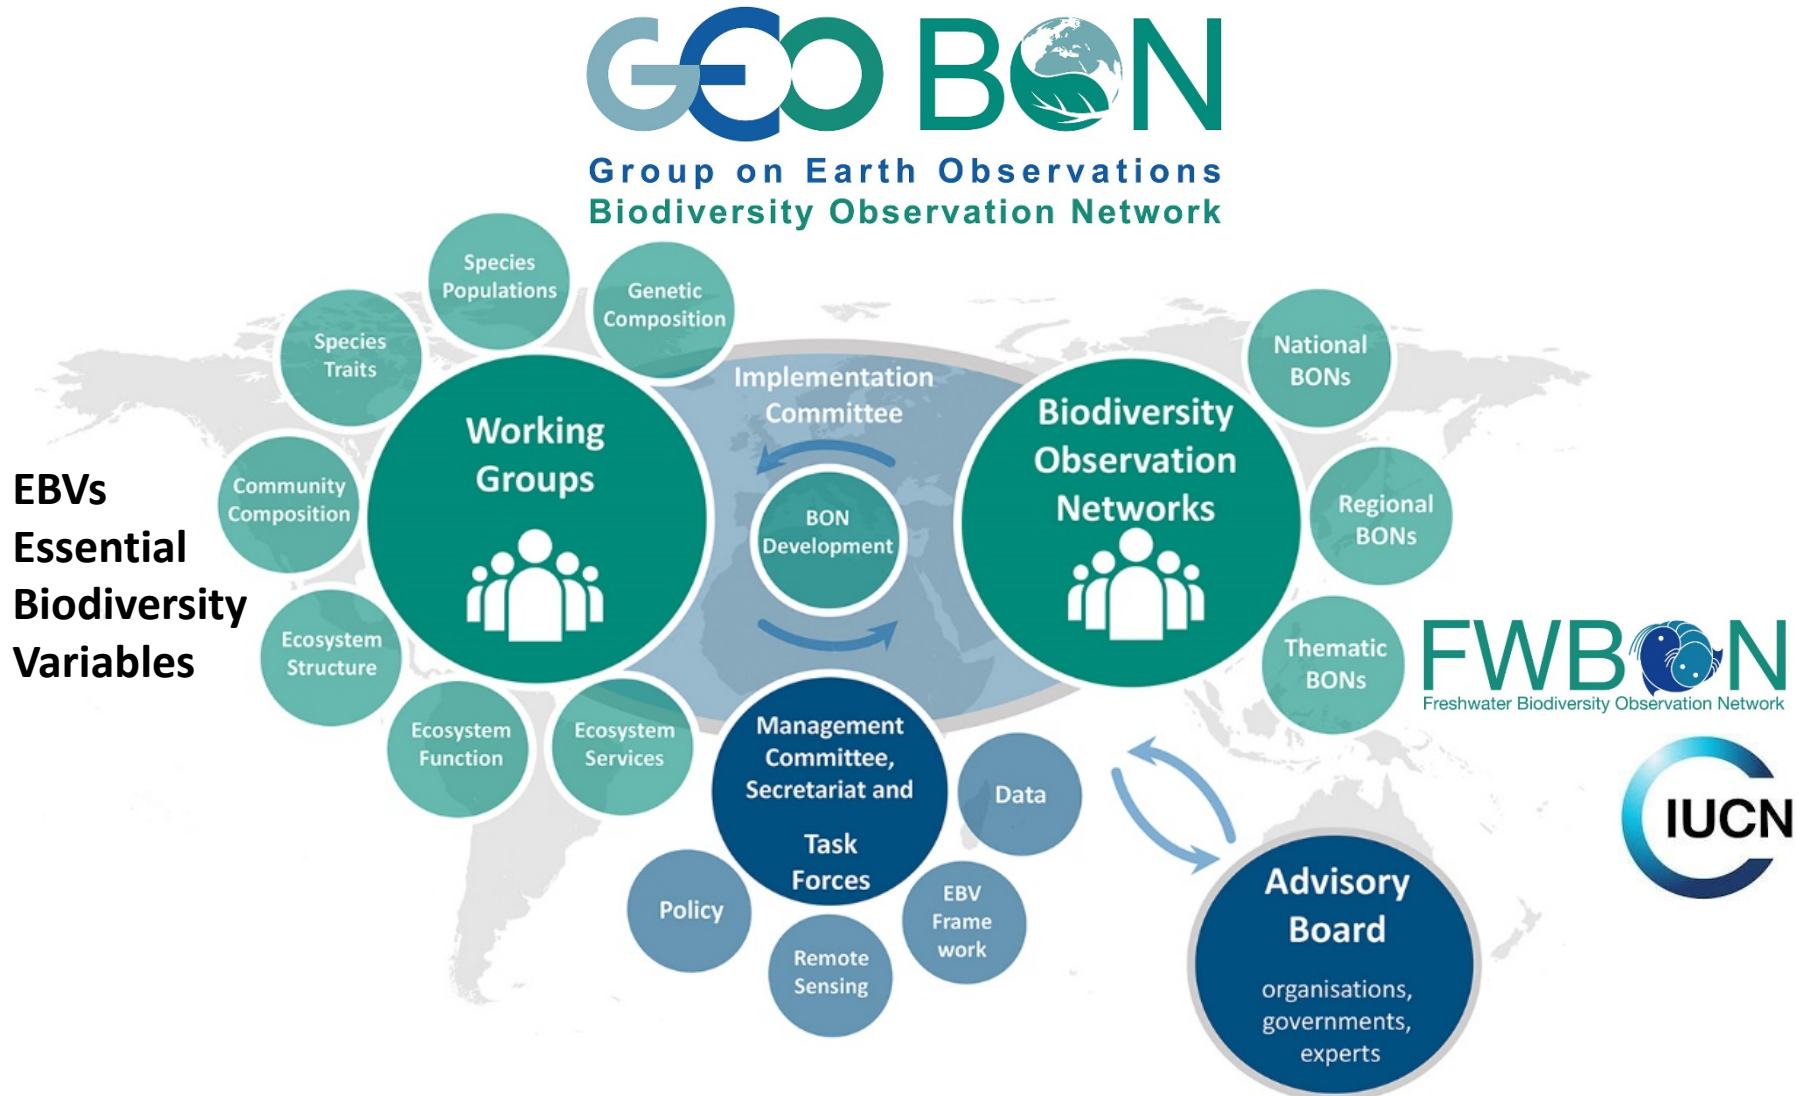 GEO BON
Group on Earth Observations
Biodiversity Observation Network
Species
Populations
Genetic
Composition
Species
Traits
Community
Composition
Ecosystem
Structure
Ecosystem
Function
Ecosystem
Services
Working
Groups
EBVs
Essential
Biodiversity
Variables
Implementation
Committee
BON
Development
Biodiversity
Observation
Networks
National
BONs
Regional
BONs
Thematic
BONs
FWBON
Freshwater Biodiversity Observation Network
IUCN
Management
Committee,
Secretariat and
Task
Forces
Data
EBV
Frame
work
Remote
Sensing
Policy
Advisory
Board
organisations,
governments,
experts